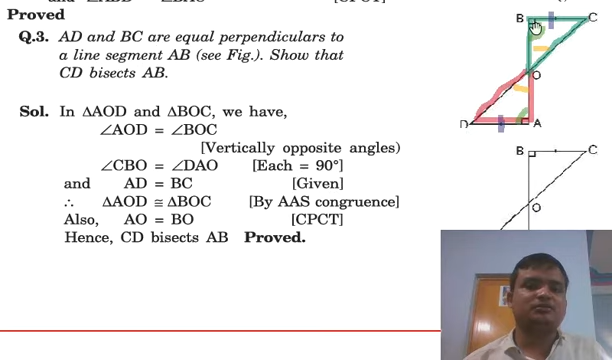 [CPCT]
Proved
Q.3. AD and BC are equal perpendiculars to
a line segment AB (see Fig.). Show that
CD bisects AB.
Sol. In ΔAOD and ΔBOC, we have,
∠AOD = ∠BOC
[Vertically opposite angles)
∠CBO = ∠DAO [Each = 90°]
and AD = BC [Given]
∴ ΔAOD ≅ ΔBOC [By AAS congruence]
Also, AO = BO [CPCT]
Hence, CD bisects AB Proved.
B C
O
D A
B C
O